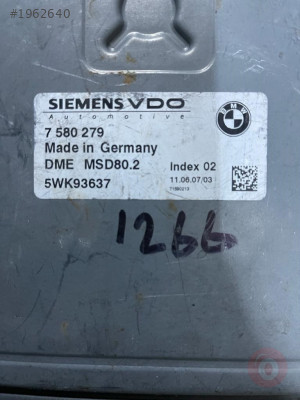 #1962640
SIEMENS VDO
Automotive
BMW
7 580 279
Made in Germany
DME MSD80.2
Index 02
5WK93637
11.06.07/03
1266